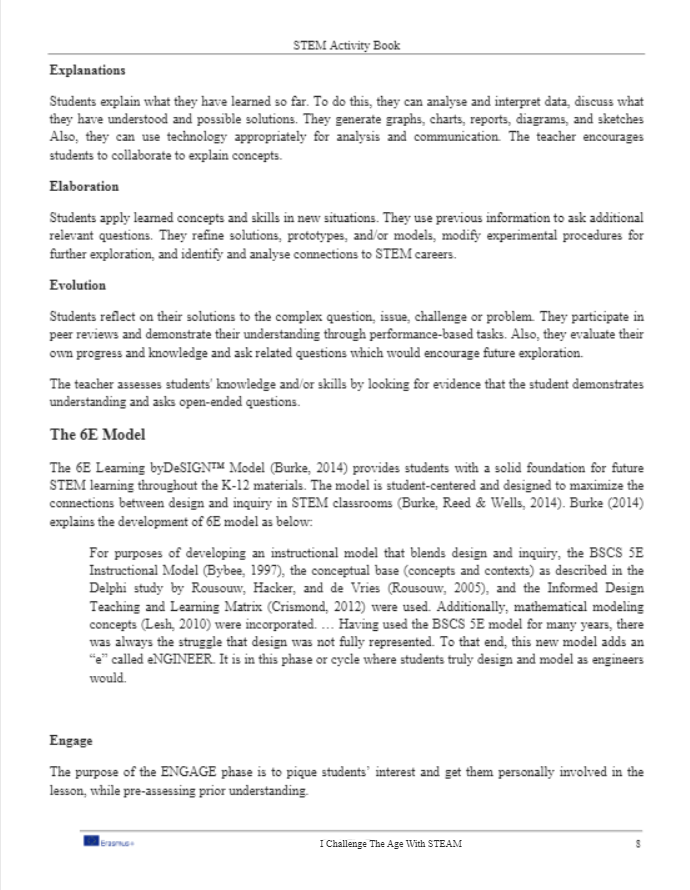 STEM Activity Book
Explanations
Students explain what they have learned so far. To do this, they can analyse and interpret data, discuss what
they have understood and possible solutions. They generate graphs, charts, reports, diagrams, and sketches
Also, they can use technology appropriately for analysis and communication. The teacher encourages
students to collaborate to explain concepts.
Elaboration
Students apply learned concepts and skills in new situations. They use previous information to ask additional
relevant questions. They refine solutions, prototypes, and/or models, modify experimental procedures for
further exploration, and identify and analyse connections to STEM careers.
Evolution
Students reflect on their solutions to the complex question, issue, challenge or problem. They participate in
peer reviews and demonstrate their understanding through performance-based tasks. Also, they evaluate their
own progress and knowledge and ask related questions which would encourage future exploration.
The teacher assesses students' knowledge and/or skills by looking for evidence that the student demonstrates
understanding and asks open-ended questions.
The 6E Model
The 6E Learning byDeSIGN™ Model (Burke, 2014) provides students with a solid foundation for future
STEM learning throughout the K-12 materials. The model is student-centered and designed to maximize the
connections between design and inquiry in STEM classrooms (Burke, Reed & Wells, 2014). Burke (2014)
explains the development of 6E model as below:
For purposes of developing an instructional model that blends design and inquiry, the BSCS 5E
Instructional Model (Bybee, 1997), the conceptual base (concepts and contexts) as described in the
Delphi study by Rousouw, Hacker, and de Vries (Rousouw, 2005), and the Informed Design
Teaching and Learning Matrix (Crismond, 2012) were used. Additionally, mathematical modeling
concepts (Lesh, 2010) were incorporated. … Having used the BSCS 5E model for many years, there
was always the struggle that design was not fully represented. To that end, this new model adds an
“e” called eNGINEER. It is in this phase or cycle where students truly design and model as engineers
would.
Engage
The purpose of the ENGAGE phase is to pique students’ interest and get them personally involved in the
lesson, while pre-assessing prior understanding.
Erasmus+
I Challenge The Age With STEAM
8